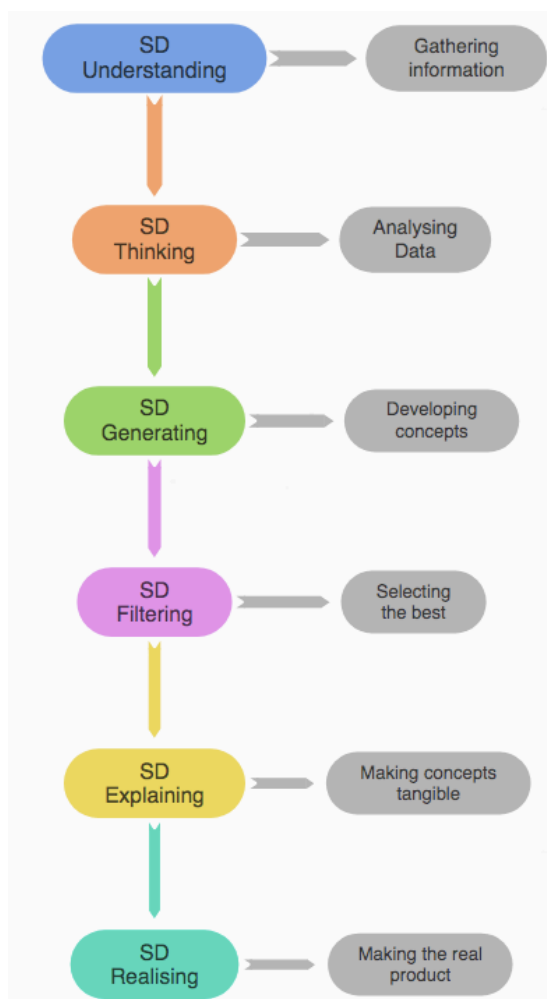 SD
Understanding
Gathering
information
SD
Thinking
Analysing
Data
SD
Generating
Developing
concepts
SD
Filtering
Selecting
the best
SD
Explaining
Making concepts
tangible
SD
Realising
Making the real
product